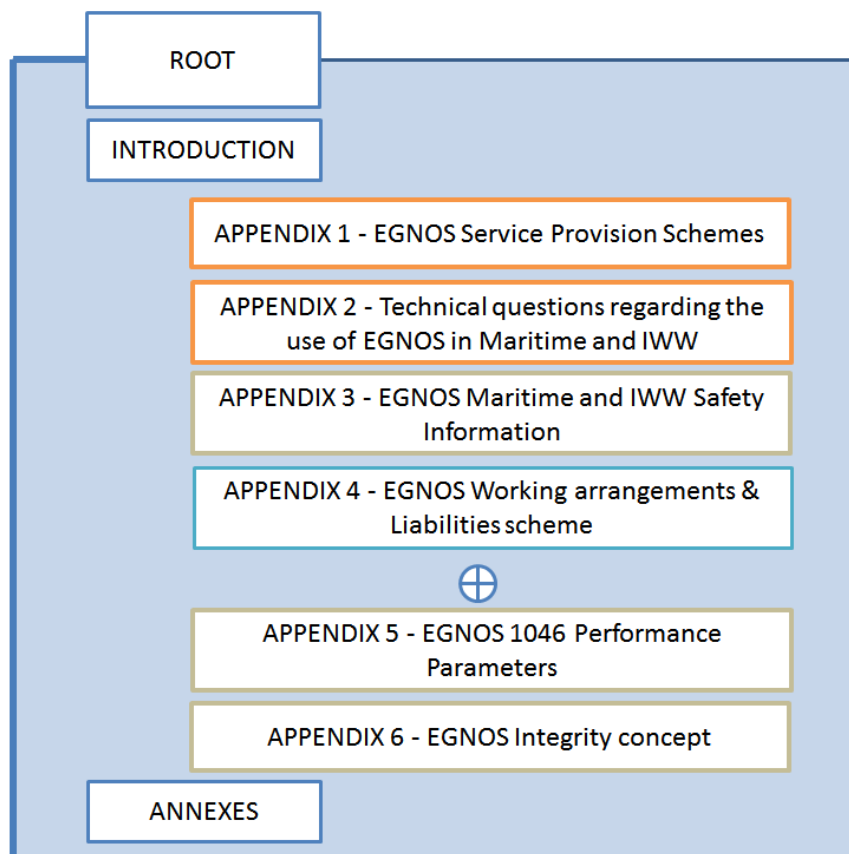 ROOT
INTRODUCTION
APPENDIX 1 - EGNOS Service Provision Schemes
APPENDIX 2 - Technical questions regarding the
use of EGNOS in Maritime and IWW
APPENDIX 3 - EGNOS Maritime and IWW Safety
Information
APPENDIX 4 - EGNOS Working arrangements &
Liabilities scheme
APPENDIX 5 - EGNOS 1046 Performance
Parameters
APPENDIX 6 - EGNOS Integrity concept
ANNEXES